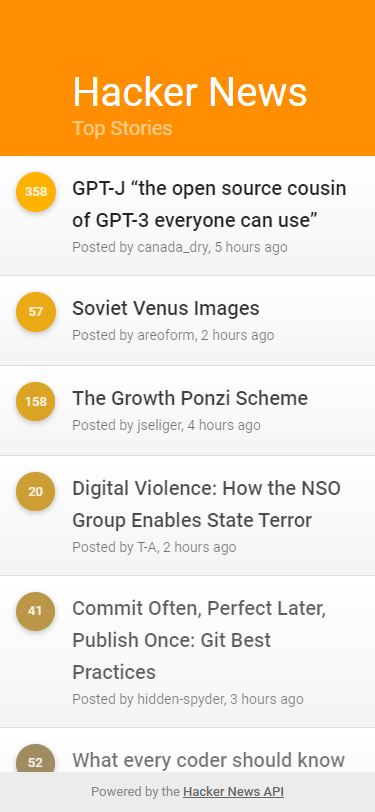 Hacker News
Top Stories
358
GPT-J “the open source cousin
of GPT-3 everyone can use”
Posted by canada_dry, 5 hours ago
57
Soviet Venus Images
Posted by areoform, 2 hours ago
158
The Growth Ponzi Scheme
Posted by jseliger, 4 hours ago
20
Digital Violence: How the NSO
Group Enables State Terror
Posted by T-A, 2 hours ago
41
Commit Often, Perfect Later,
Publish Once: Git Best
Practices
Posted by hidden-spyder, 3 hours ago
52
What every coder should know
Powered by the Hacker News API